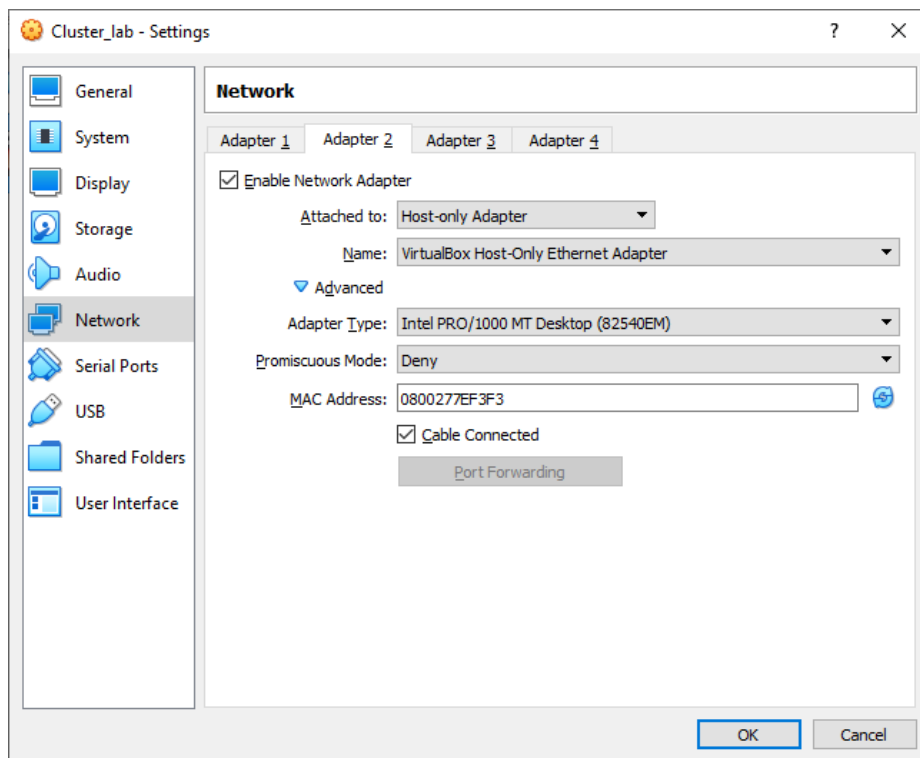 Cluster_lab - Settings
?
General
System
Display
Storage
Audio
Network
Serial Ports
USB
Shared Folders
User Interface
Network
Adapter 1
Adapter 2
Adapter 3
Adapter 4
Enable Network Adapter
Attached to: Host-only Adapter
Name: VirtualBox Host-Only Ethernet Adapter
Advanced
Adapter Type: Intel PRO/1000 MT Desktop (82540EM)
Promiscuous Mode: Deny
MAC Address: 0800277EF3F3
Cable Connected
Port Forwarding
OK
Cancel